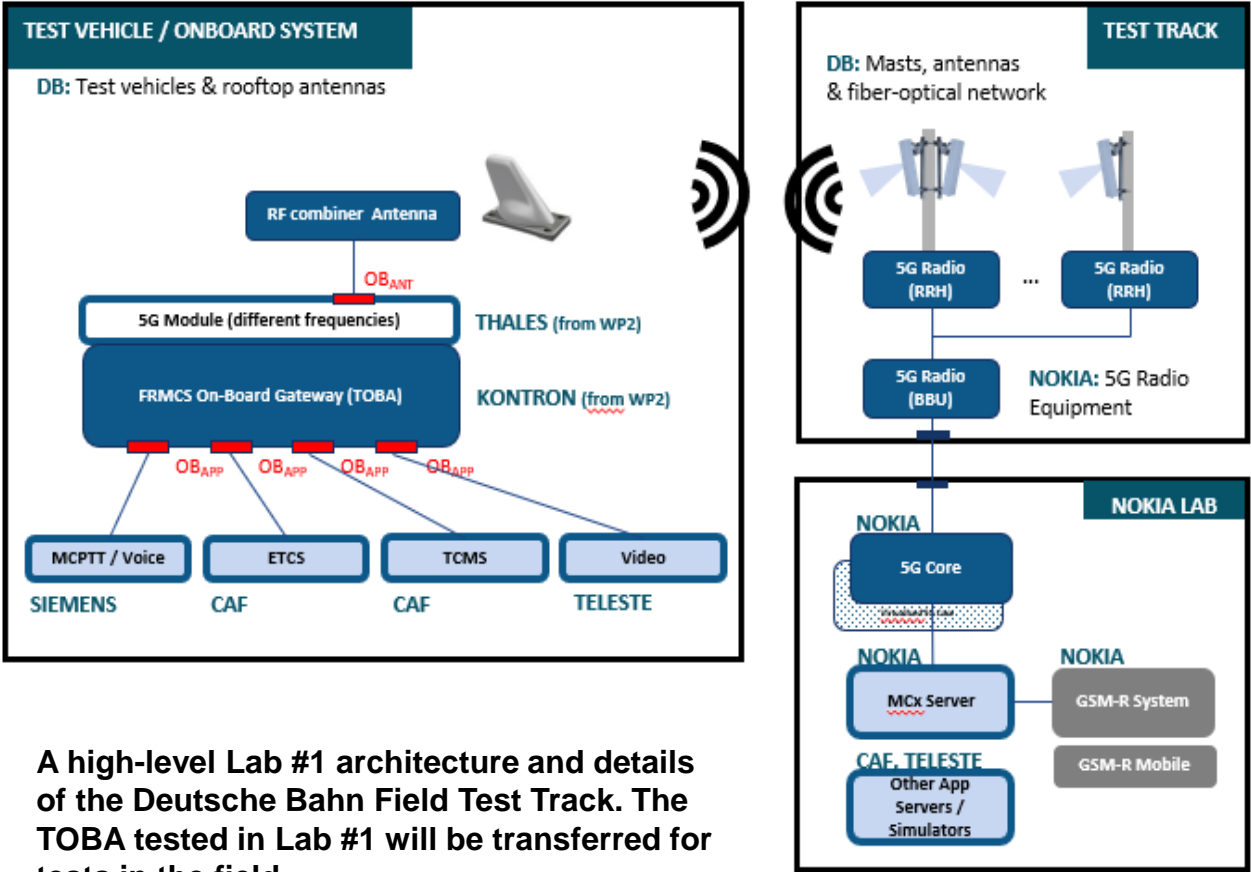 TEST VEHICLE / ONBOARD SYSTEM
DB: Test vehicles & rooftop antennas
RF combiner Antenna
OBANT
5G Module (different frequencies)
THALES (from WP2)
FRMCS On-Board Gateway (TOBA)
KONTRON (from WP2)
OBAPP
OBAPP
OBAPP
OBAPP
MCPTT / Voice
ETCS
TCMS
Video
SIEMENS
CAF
CAF
TELESTE
TEST TRACK
DB: Masts, antennas
& fiber-optical network
5G Radio
(RRH)
...
5G Radio
(RRH)
5G Radio
(BBU)
NOKIA: 5G Radio
Equipment
NOKIA LAB
NOKIA
5G Core
NOKIA
MCx Server
NOKIA
GSM-R System
GSM-R Mobile
CAF, TELESTE
Other App
Servers /
Simulators
A high-level Lab #1 architecture and details
of the Deutsche Bahn Field Test Track. The
TOBA tested in Lab #1 will be transferred for
tests in the field